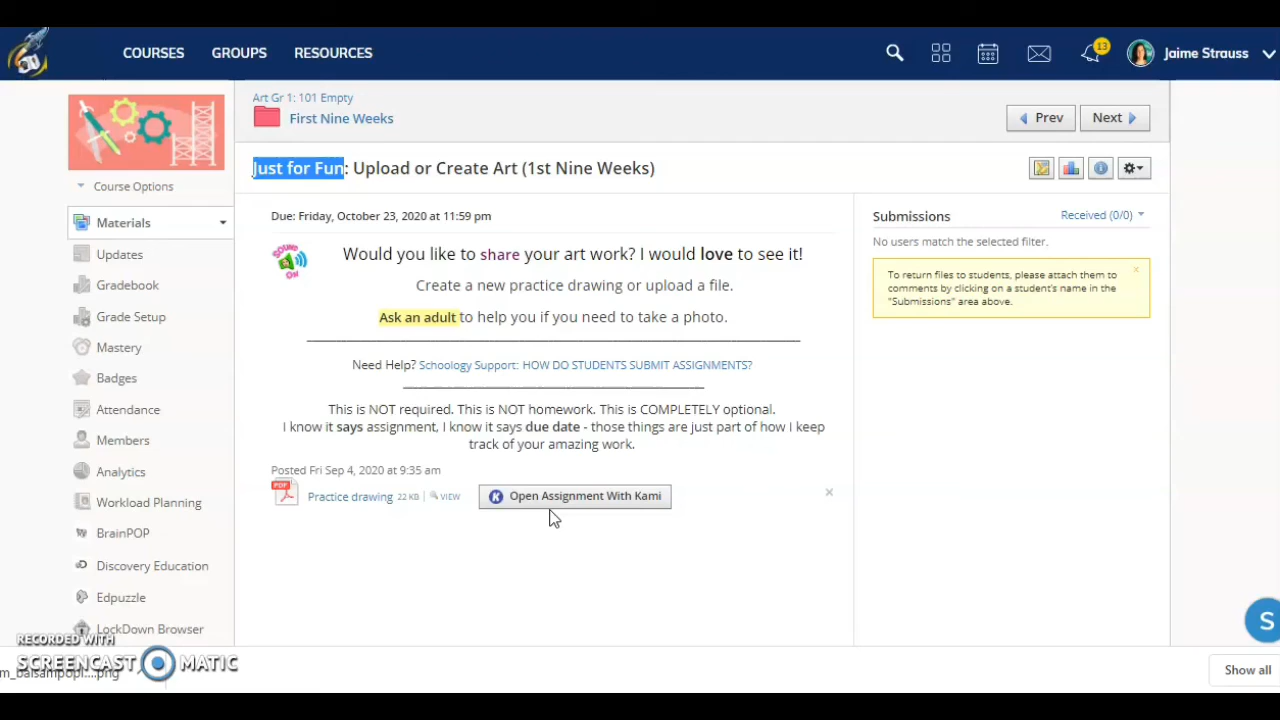 COURSES GROUPS RESOURCES 13 Jaime Strauss
Art Gr 1: 101 Empty
First Nine Weeks
Prev Next
Just for Fun: Upload or Create Art (1st Nine Weeks)
Course Options
Materials
Updates
Gradebook
Grade Setup
Mastery
Badges
Attendance
Members
Analytics
Workload Planning
BrainPOP
Discovery Education
Edpuzzle
LockDown Browser
Due: Friday, October 23, 2020 at 11:59 pm
SOUND ON
Would you like to share your art work? I would love to see it!
Create a new practice drawing or upload a file.
Ask an adult to help you if you need to take a photo.
Need Help? Schoology Support: HOW DO STUDENTS SUBMIT ASSIGNMENTS?
This is NOT required. This is NOT homework. This is COMPLETELY optional.
I know it says assignment, I know it says due date - those things are just part of how I keep
track of your amazing work.
Posted Fri Sep 4, 2020 at 9:35 am
PDF Practice drawing 22 KB VIEW K Open Assignment With Kami
Submissions Received (0/0)
No users match the selected filter.
To return files to students, please attach them to
comments by clicking on a student's name in the
"Submissions" area above.
S
RECORDED WITH
SCREENCAST MATIC
Show all